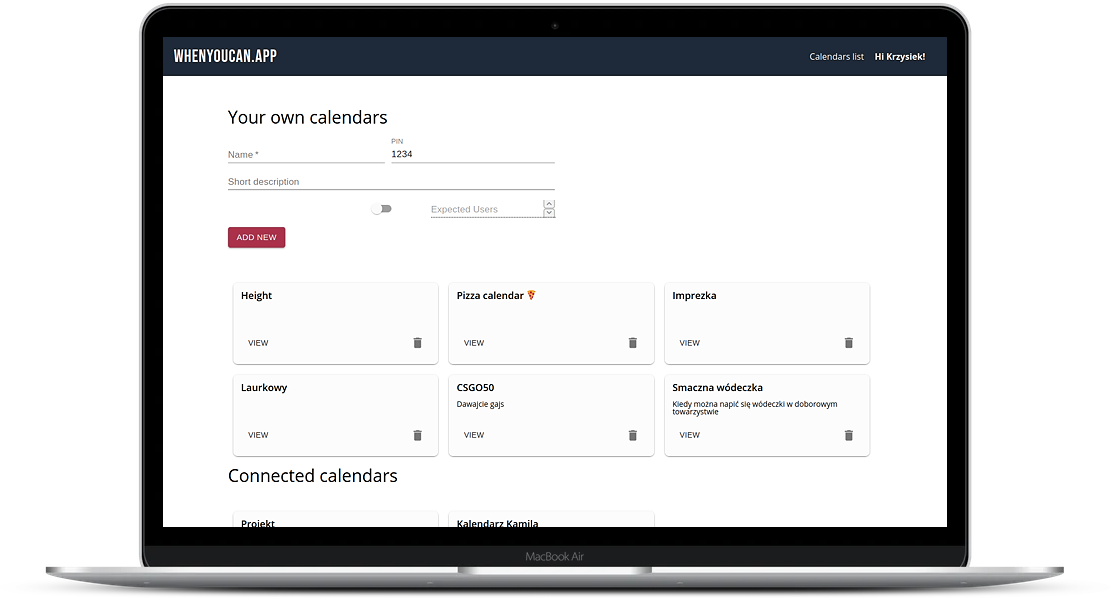 WHENYOUCAN.APP
Calendars list Hi Krzysiek!
Your own calendars
PIN
Name * 1234
Short description
Expected Users
ADD NEW
Height Pizza calendar 🍕 Imprezka
VIEW VIEW VIEW
Laurkowy CSGO50 Smaczna wódeczka
Dawajcie gajs Kiedy można napić się wódeczki w doborowym
towarzystwie
VIEW VIEW VIEW
Connected calendars
Projekt Kalendarz Kamila
MacBook Air